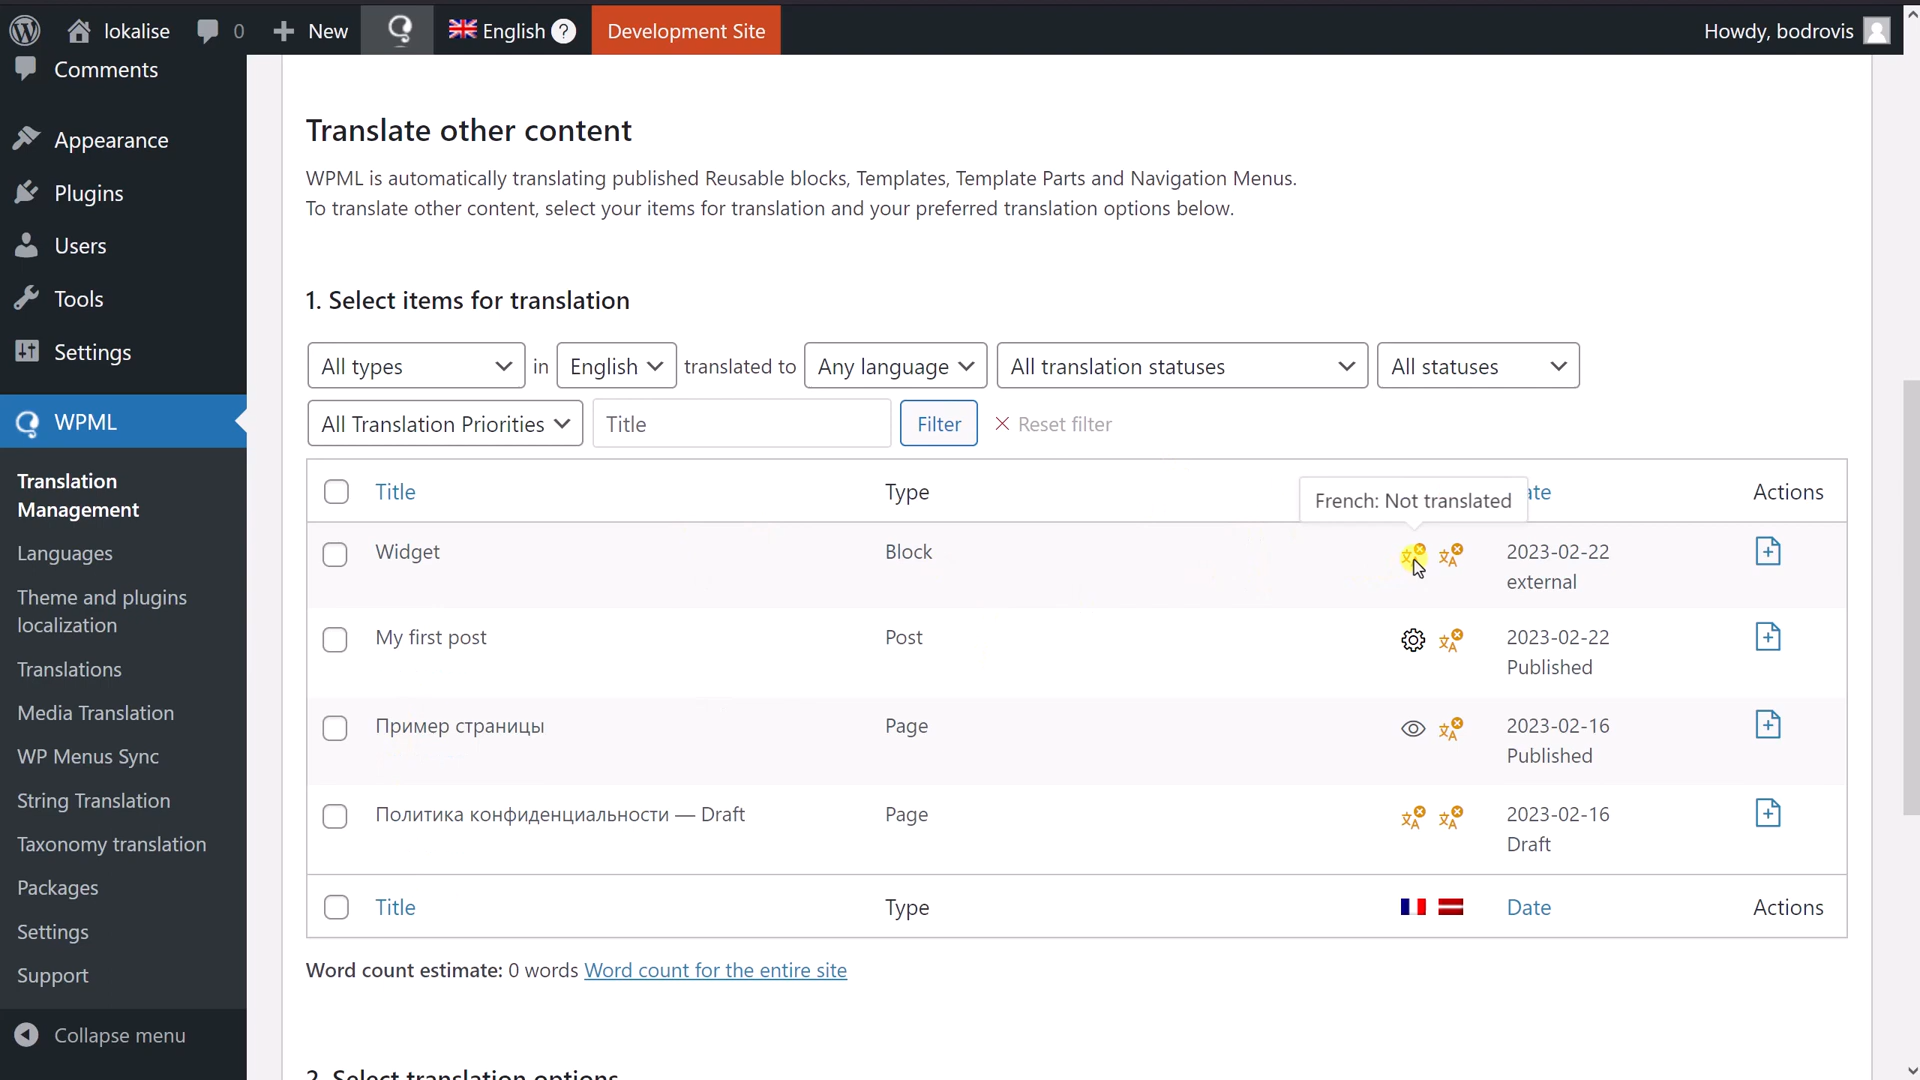 lokalise 0 New English ? Development Site Howdy, bodrovis
Comments
Appearance
Plugins
Users
Tools
Settings
WPML
Translation
Management
Languages
Theme and plugins
localization
Translations
Media Translation
WP Menus Sync
String Translation
Taxonomy translation
Packages
Settings
Support
Collapse menu
Translate other content
WPML is automatically translating published Reusable blocks, Templates, Template Parts and Navigation Menus.
To translate other content, select your items for translation and your preferred translation options below.
1. Select items for translation
All types in English translated to Any language All translation statuses All statuses
All Translation Priorities Title Filter Reset filter
Title Type French: Not translated ate Actions
Widget Block 2023-02-22
external
My first post Post 2023-02-22
Published
Пример страницы Page 2023-02-16
Published
Политика конфиденциальности — Draft Page 2023-02-16
Draft
Title Type Date Actions
Word count estimate: 0 words Word count for the entire site
2. Select translation options